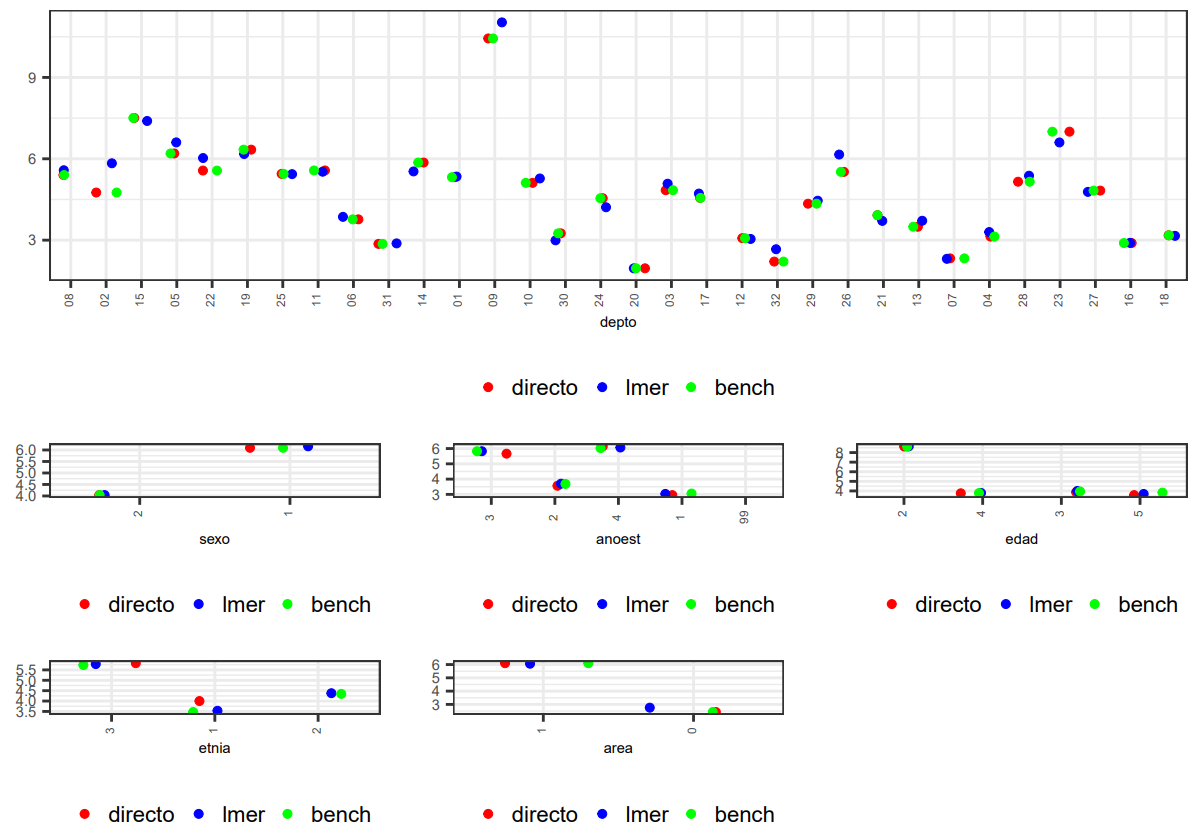 9
6
3
08 02 15 05 22 19 25 11 06 31 14 01 09 10 30 24 20 03 17 12 32 29 26 21 13 07 04 28 23 27 16 18
depto
directo lmer bench
6.0
5.5
5.0
4.5
4.0
2 1
sexo
directo lmer bench
6
5
4
3
3 2 4 1 99
anoest
directo lmer bench
8
7
6
5
4
2 4 3 5
edad
directo lmer bench
5.5
5.0
4.5
4.0
3.5
3 1 2
etnia
directo lmer bench
6
5
4
3
1 0
area
directo lmer bench